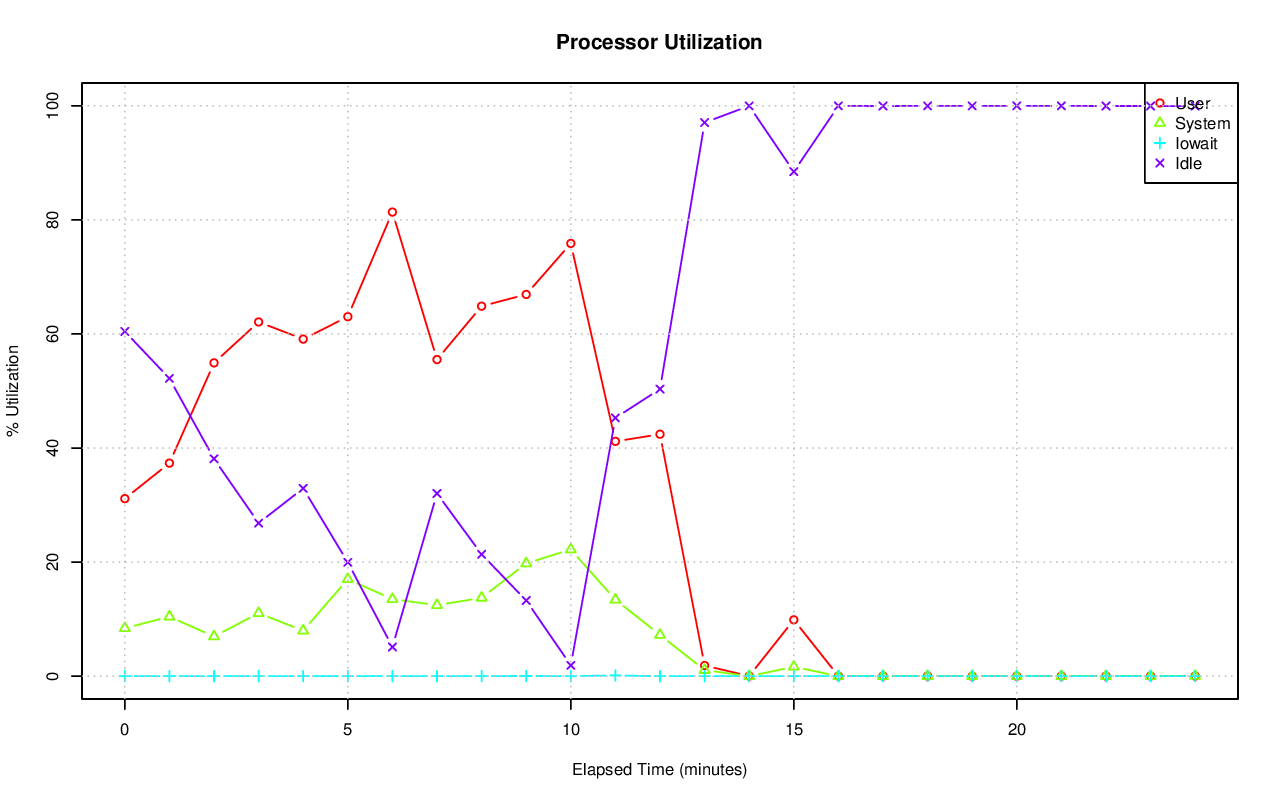 Processor Utilization
% Utilization
100
80
60
40
20
0
User
System
Iowait
Idle
0 5 10 15 20
Elapsed Time (minutes)